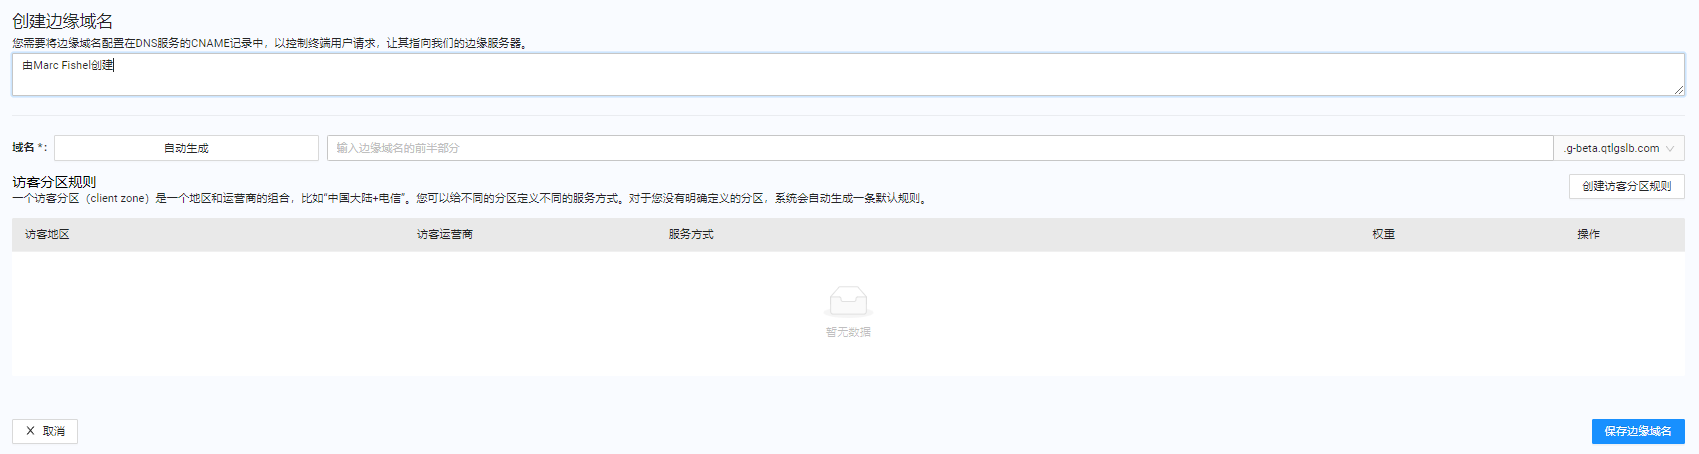 创建边缘域名
您需要将边缘域名配置在DNS服务的CNAME记录中，以控制终端用户请求，让其指向我们的边缘服务器。
由Marc Fishel创建
域名 *： 自动生成 输入边缘域名的前半部分 .g-beta.qtlgslb.com
访客分区规则
一个访客分区（client zone）是一个地区和运营商的组合，比如“中国大陆+电信”。您可以给不同的分区定义不同的服务方式。对于您没有明确定义的分区，系统会自动生成一条默认规则。
创建访客分区规则
访客地区 访客运营商 服务方式 权重 操作
暂无数据
取消 保存边缘域名